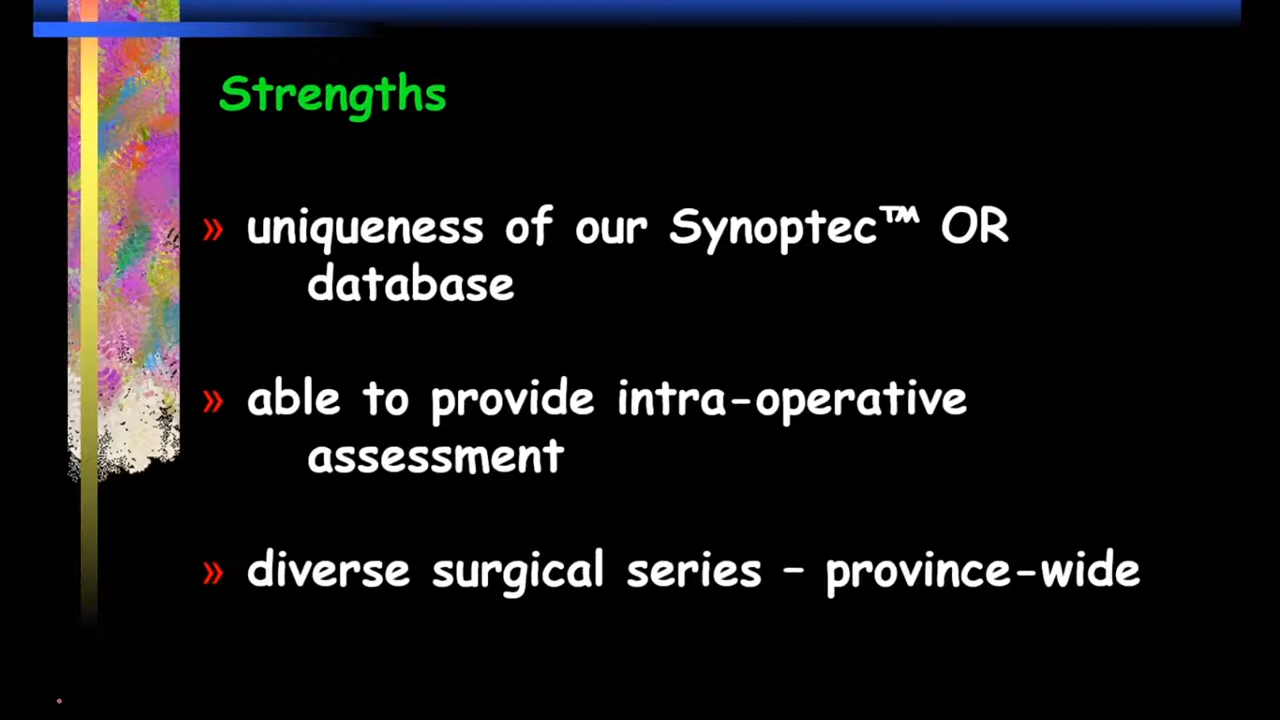 Strengths
» uniqueness of our Synoptec™ OR
database
» able to provide intra-operative
assessment
» diverse surgical series – province-wide